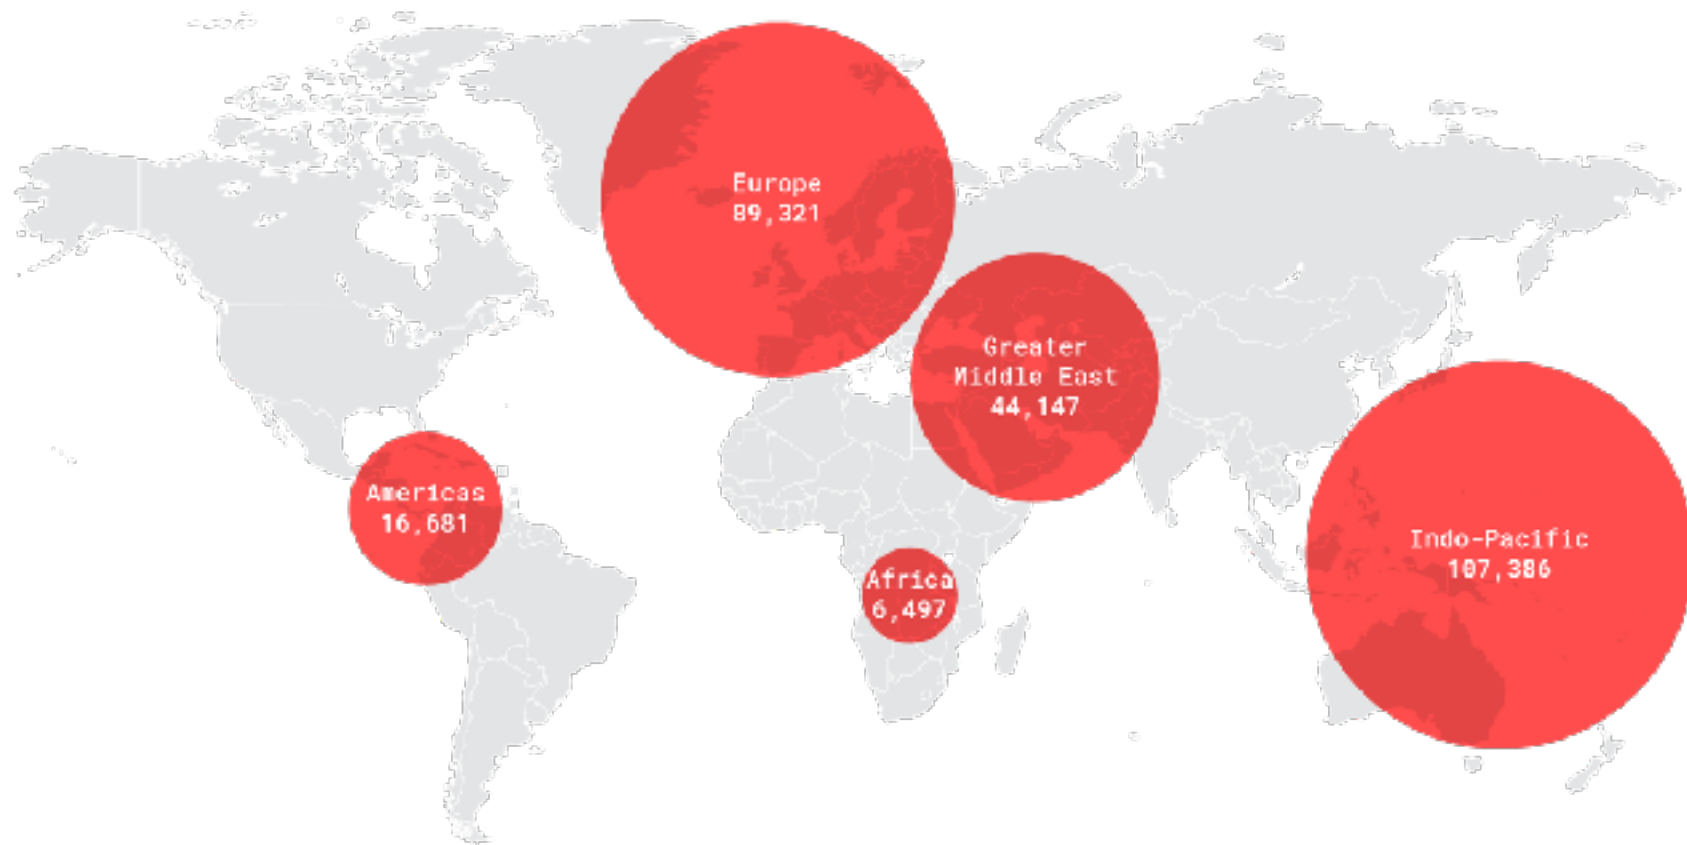 Europe
89,321
Greater
Middle East
44,147
Americas
16,681
Indo-Pacific
107,386
Africa
6,497